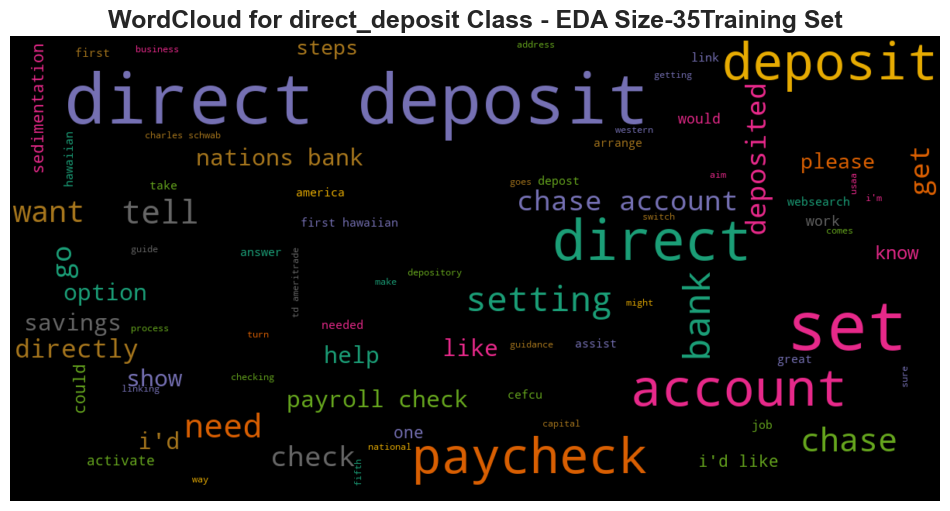 WordCloud for direct_deposit Class - EDA Size-35Training Set
first
business
steps
address
link
deposit
sedimentation
direct deposit
getting
charles schwab
western
would
deposited
hawaiian
nations bank
arrange
please
get
take
america
goes
depost
aim
usaa
i'm
want
tell
first hawaiian
chase account
switch
websearch
work
comes
go
guide
answer
td ameritrade
depository
make
direct
know
option
setting
might
bank
set
savings
process
turn
needed
directly
help
like
guidance
assist
great
could
show
linking
checking
payroll check
cefcu
account
sure
i'd
need
one
capital
job
chase
activate
check
national
fifth
paycheck
i'd like
way